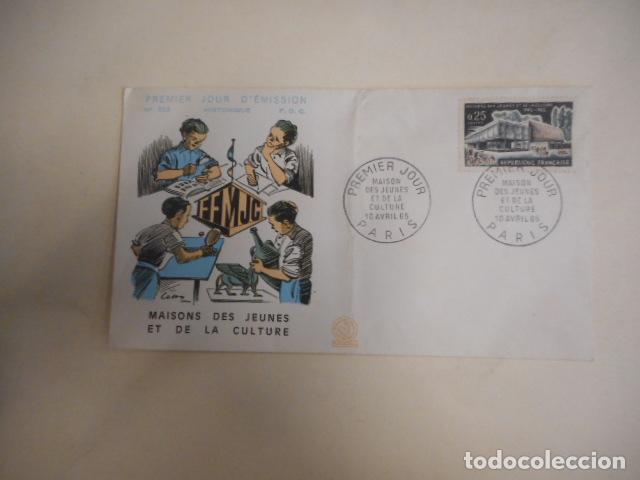 PREMIER JOUR D'ÉMISSION
HISTORIQUE F.D.C.
FFMJC
MAISONS DES JEUNES
ET DE LA CULTURE
0,25
REPUBLIQUE FRANÇAISE
PREMIER JOUR
MAISON
DES JEUNES
ET DE LA
CULTURE
10 AVRIL 65
PARIS
PREMIER JOUR
MAISON
DES JEUNES
ET DE LA
CULTURE
10 AVRIL 65
PARIS
todocoleccion.net